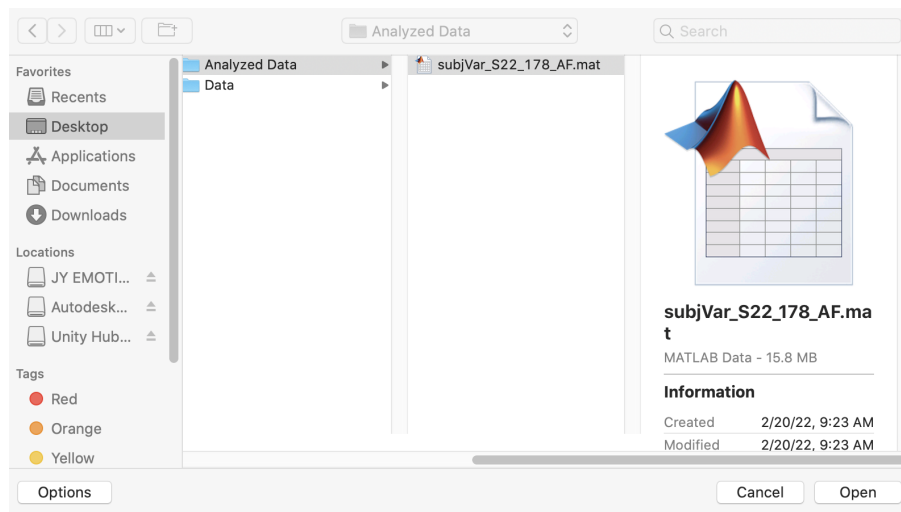 Analyzed Data
Search
Favorites
Recents
Desktop
Applications
Documents
Downloads
Locations
JY EMOTI...
Autodesk...
Unity Hub...
Tags
Red
Orange
Yellow
Analyzed Data
Data
subjVar_S22_178_AF.mat
subjVar_S22_178_AF.ma
t
MATLAB Data - 15.8 MB
Information
Created 2/20/22, 9:23 AM
Modified 2/20/22, 9:23 AM
Options
Cancel
Open